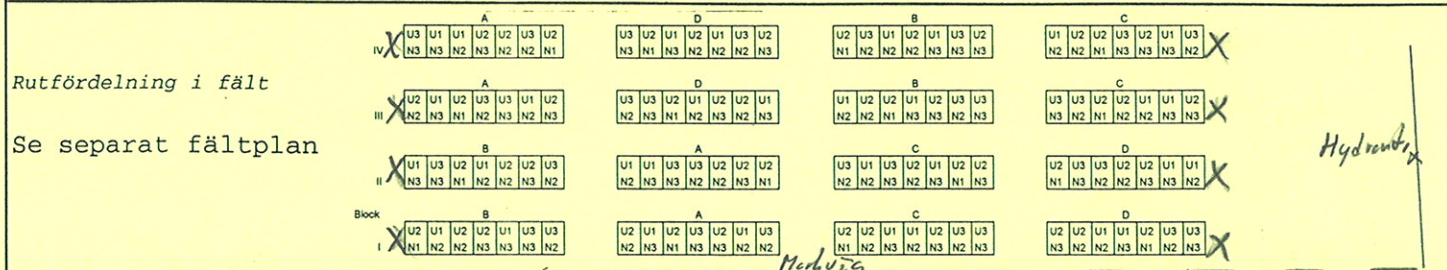 A D B C
IV X U3 U1 U1 U2 U2 U3 U2 U3 U2 U1 U2 U1 U3 U2 U2 U3 U2 U1 U2 U3 U1 U1 U2 U2 U3 U2 U1 U3 X
N3 N3 N2 N3 N2 N2 N1 N3 N1 N3 N2 N2 N2 N3 N1 N2 N2 N2 N3 N3 N3 N2 N2 N1 N3 N3 N3 N2
Rutfördelning i fält
A D B C
III X U2 U1 U2 U3 U3 U1 U2 U3 U3 U2 U1 U2 U2 U1 U1 U2 U2 U1 U2 U3 U3 U3 U3 U2 U2 U1 U1 U2 X
N2 N3 N1 N2 N3 N2 N3 N2 N3 N1 N2 N3 N2 N3 N2 N2 N1 N3 N3 N2 N3 N3 N2 N1 N2 N2 N3 N3
Se separat fältplan
B A C D
II X U1 U3 U2 U1 U2 U2 U3 U1 U1 U3 U3 U2 U2 U2 U3 U1 U3 U2 U1 U2 U2 U2 U3 U3 U2 U1 U1 U2 X
N3 N3 N1 N2 N2 N3 N2 N2 N3 N3 N2 N2 N3 N1 N2 N2 N3 N2 N3 N1 N3 N1 N3 N2 N3 N2 N3 N2
Hydrant x
Block B A C D
I X U2 U1 U2 U2 U1 U3 U3 U2 U1 U2 U3 U3 U2 U1 U2 U2 U1 U3 U2 U1 U3 U2 U2 U1 U1 U2 U3 U3 X
N1 N2 N2 N3 N3 N3 N2 N2 N3 N1 N3 N2 N3 N2 N3 N1 N2 N2 N2 N3 N3 N2 N3 N2 N3 N1 N2 N3
Markväg